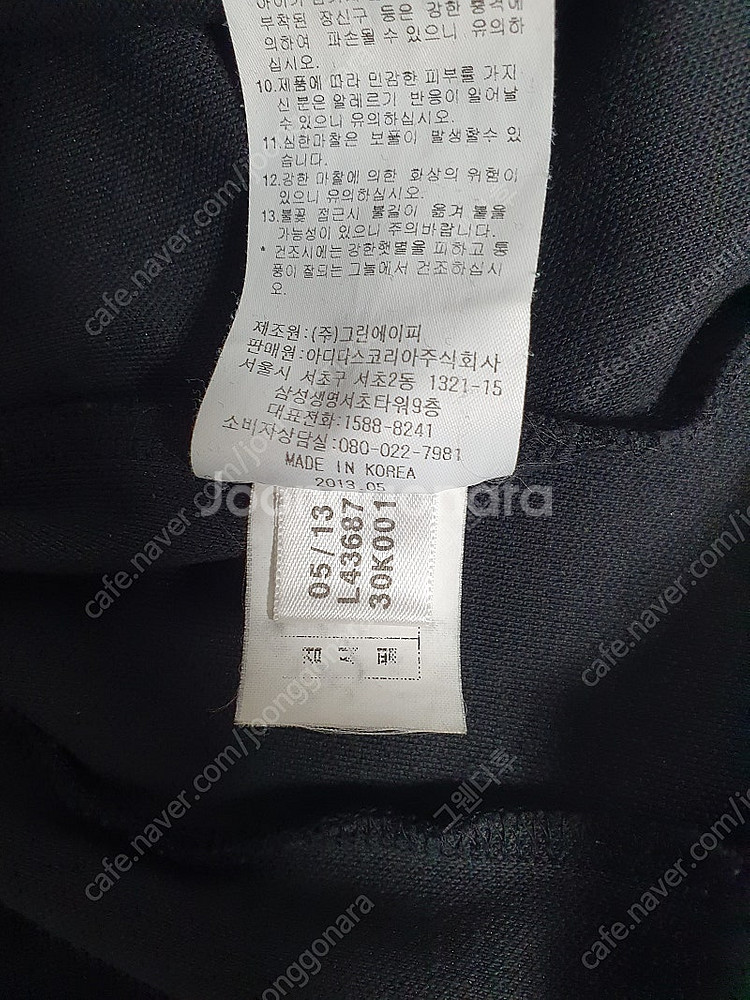 부착된 장신구 등은 강한 충격에
의하여 파손될 수 있으니 유의하
십시오.
10.제품에 따라 민감한 피부를 가지
신 분은 알레르기 반응이 일어날
수 있으니 유의하십시오.
11.심한마찰은 보풀이 발생할수 있
습니다.
12.강한 마찰에 의한 화상의 위험이
있으니 유의하십시오.
13.불꽃 접근시 불길이 옮겨 붙을
가능성이 있으니 주의바랍니다.
* 건조시에는 강한햇볕을 피하고 통
풍이 잘되는 그늘에서 건조하십시
오.
제조원:(주)그린에이피
판매원:아디다스코리아주식회사
서울시 서초구 서초2동 1321-15
삼성생명서초타워9층
대표전화:1588-8241
소비자상담실:080-022-7981
MADE IN KOREA
2013.05
Joonggonara
05/13
L43687
30K001
cafe.naver.com/joonggonara
그웬다루